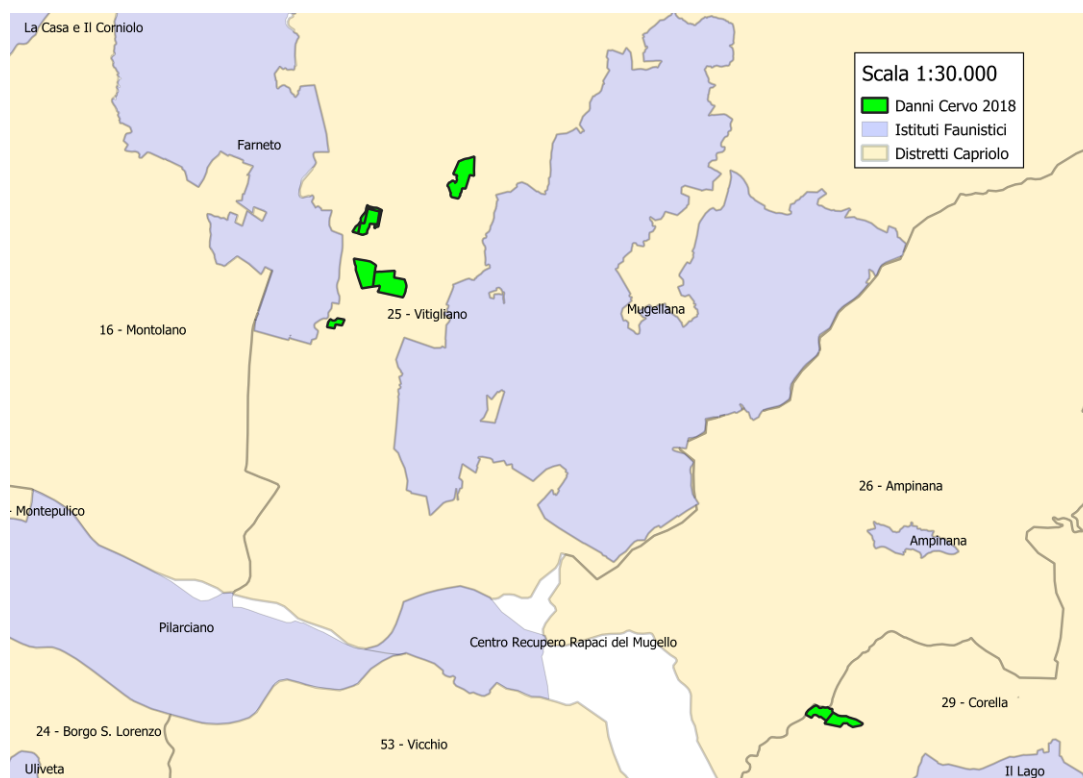 La Casa e Il Corniolo
Scala 1:30.000
Danni Cervo 2018
Istituti Faunistici
Distretti Capriolo
Farneto
16 - Montolano
25 - Vitigliano
Mugellana
26 - Ampinana
- Montepulico
Ampinana
Pilarciano
Centro Recupero Rapaci del Mugello
29 - Corella
24 - Borgo S. Lorenzo
53 - Vicchio
Uliveta
Il Lago